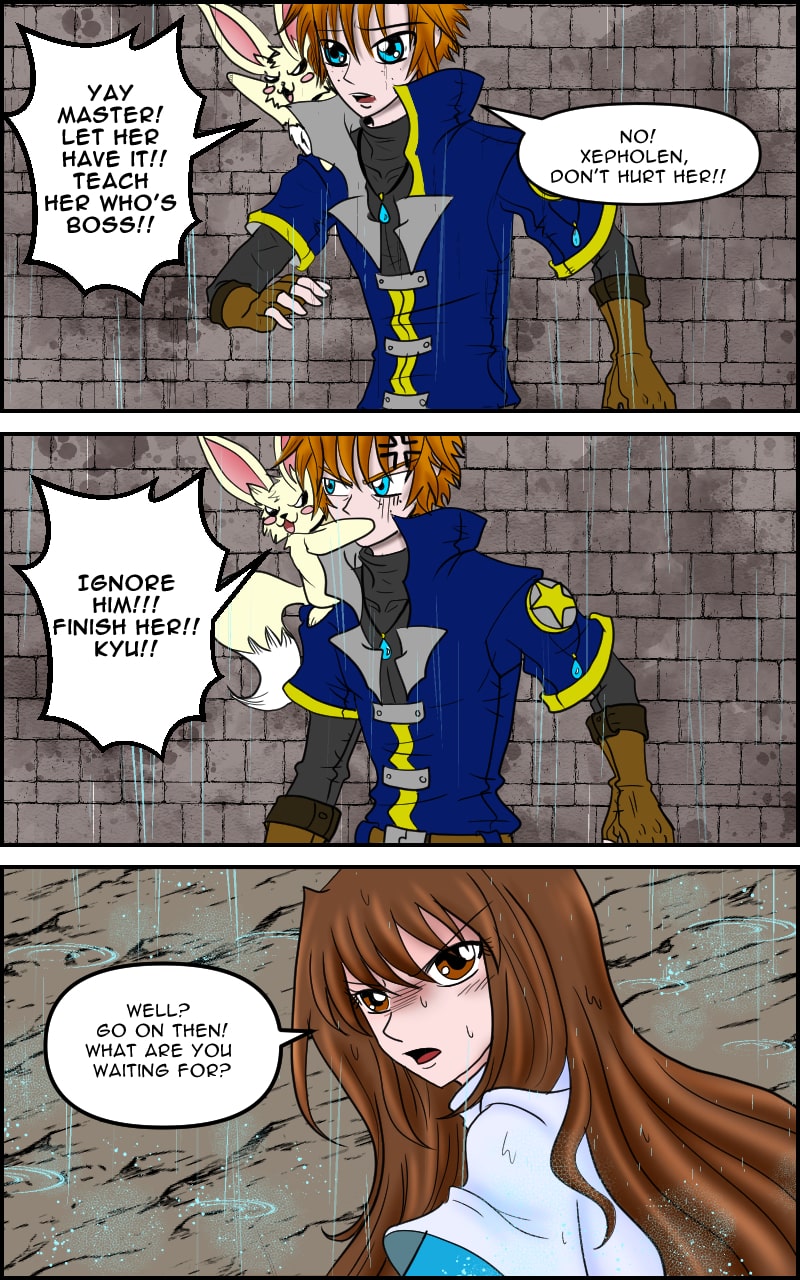 YAY
MASTER!
LET HER
HAVE IT!!
TEACH
HER WHO'S
BOSS!!
NO!
XEPHOLEN,
DON'T HURT HER!!
IGNORE
HIM!!!
FINISH HER!!
KYU!!
WELL?
GO ON THEN!
WHAT ARE YOU
WAITING FOR?